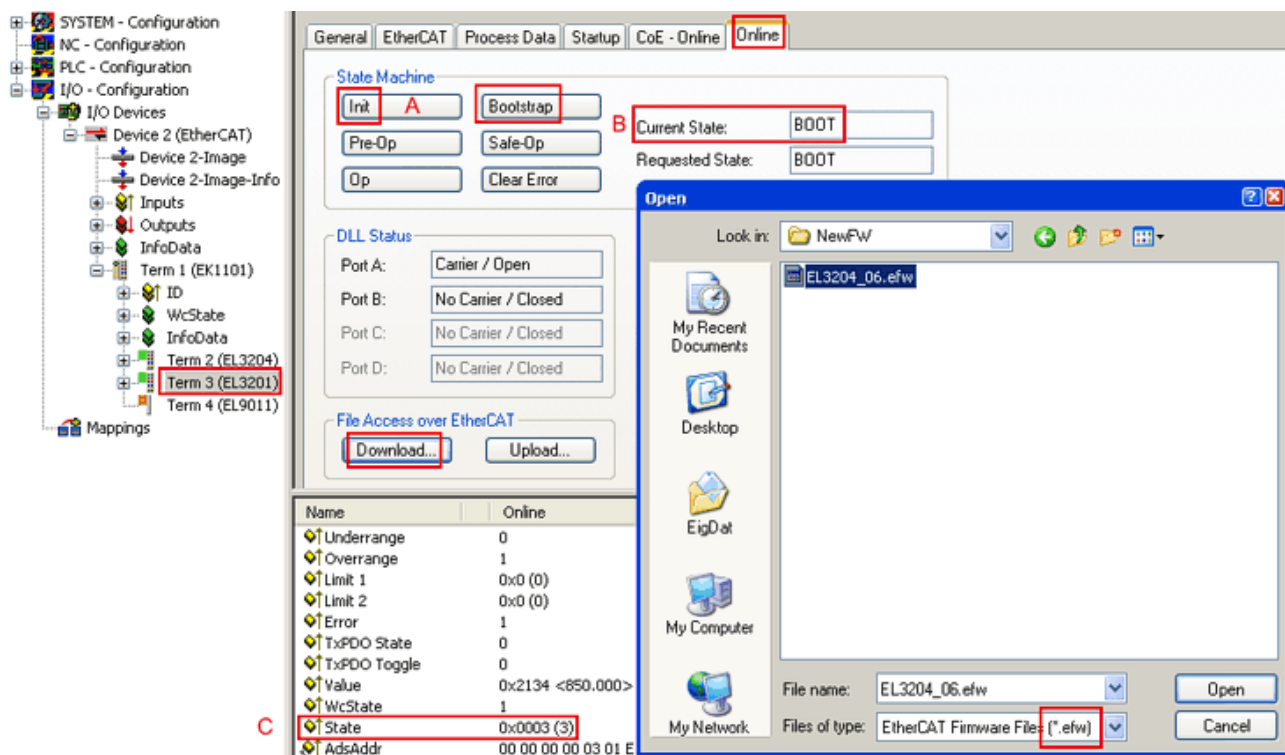 SYSTEM - Configuration
NC - Configuration
PLC - Configuration
I/O - Configuration
I/O Devices
Device 2 (EtherCAT)
Device 2-Image
Device 2-Image-Info
Inputs
Outputs
InfoData
Term 1 (EK1101)
ID
WcState
InfoData
Term 2 (EL3204)
Term 3 (EL3201)
Term 4 (EL9011)
Mappings
General EtherCAT Process Data Startup CoE - Online Online
State Machine
Init A Bootstrap
Pre-Op Safe-Op
Op Clear Error
B Current State: BOOT
Requested State: BOOT
DLL Status
Port A: Carrier / Open
Port B: No Carrier / Closed
Port C: No Carrier / Closed
Port D: No Carrier / Closed
File Access over EtherCAT
Download... Upload...
Name Online
Underrange 0
Overrange 1
Limit 1 0x0 (0)
Limit 2 0x0 (0)
Error 1
TxPDO State 0
TxPDO Toggle 0
Value 0x2134 <850.000>
WcState 1
C State 0x0003 (3)
AdsAddr 00 00 00 00 03 01 E
Open
Look in: NewFW
EL3204_06.efw
My Recent
Documents
Desktop
EigDat
My Computer
My Network
File name: EL3204_06.efw Open
Files of type: EtherCAT Firmware Files (*.efw) Cancel